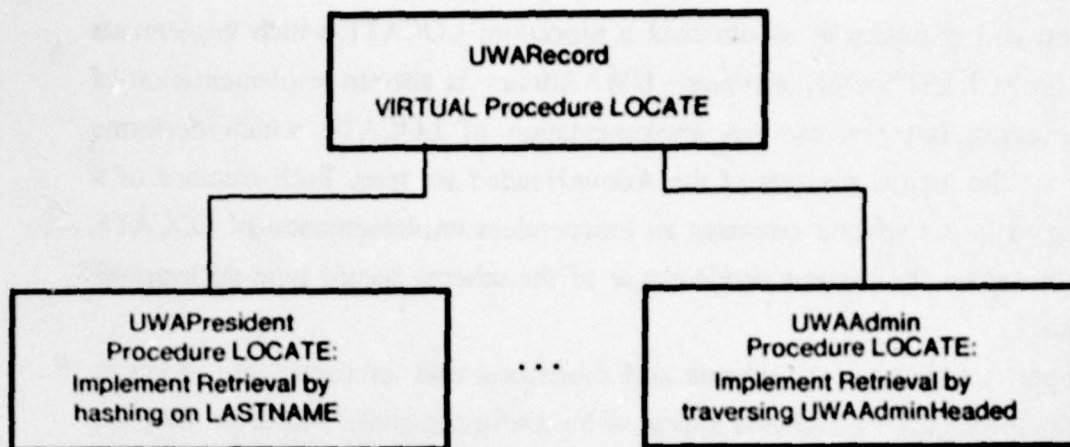 UWARecord
VIRTUAL Procedure LOCATE
UWAPresident
Procedure LOCATE:
Implement Retrieval by
hashing on LASTNAME
...
UWAAdmin
Procedure LOCATE:
Implement Retrieval by
traversing UWAAdminHeaded